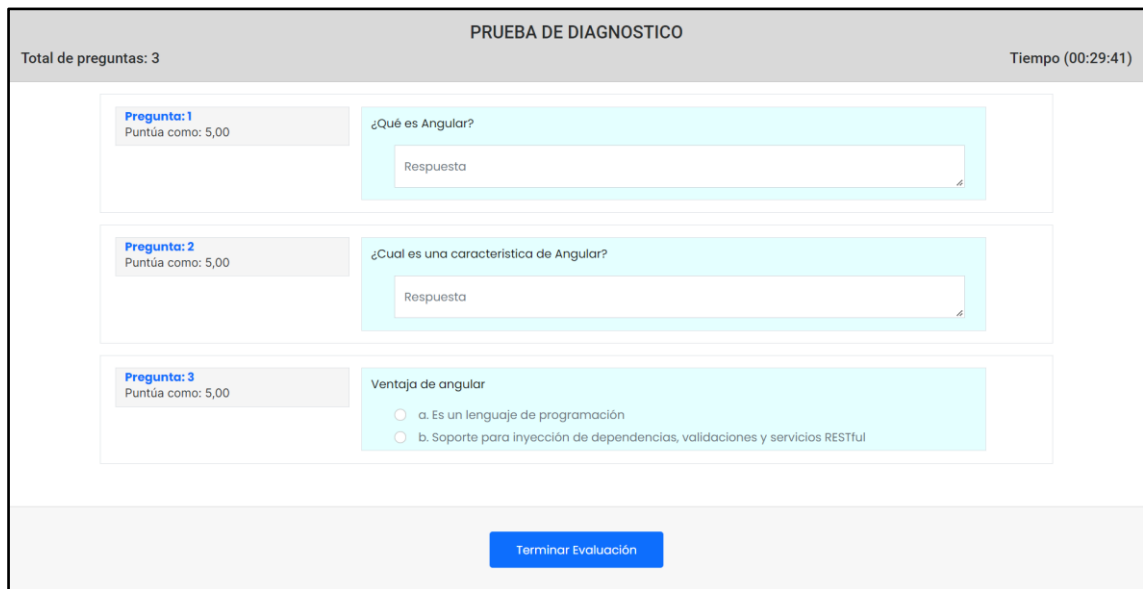 PRUEBA DE DIAGNOSTICO
Total de preguntas: 3
Tiempo (00:29:41)
Pregunta: 1
Puntúa como: 5,00
¿Qué es Angular?
Respuesta
Pregunta: 2
Puntúa como: 5,00
¿Cual es una caracteristica de Angular?
Respuesta
Pregunta: 3
Puntúa como: 5,00
Ventaja de angular
a. Es un lenguaje de programación
b. Soporte para inyección de dependencias, validaciones y servicios RESTful
Terminar Evaluación